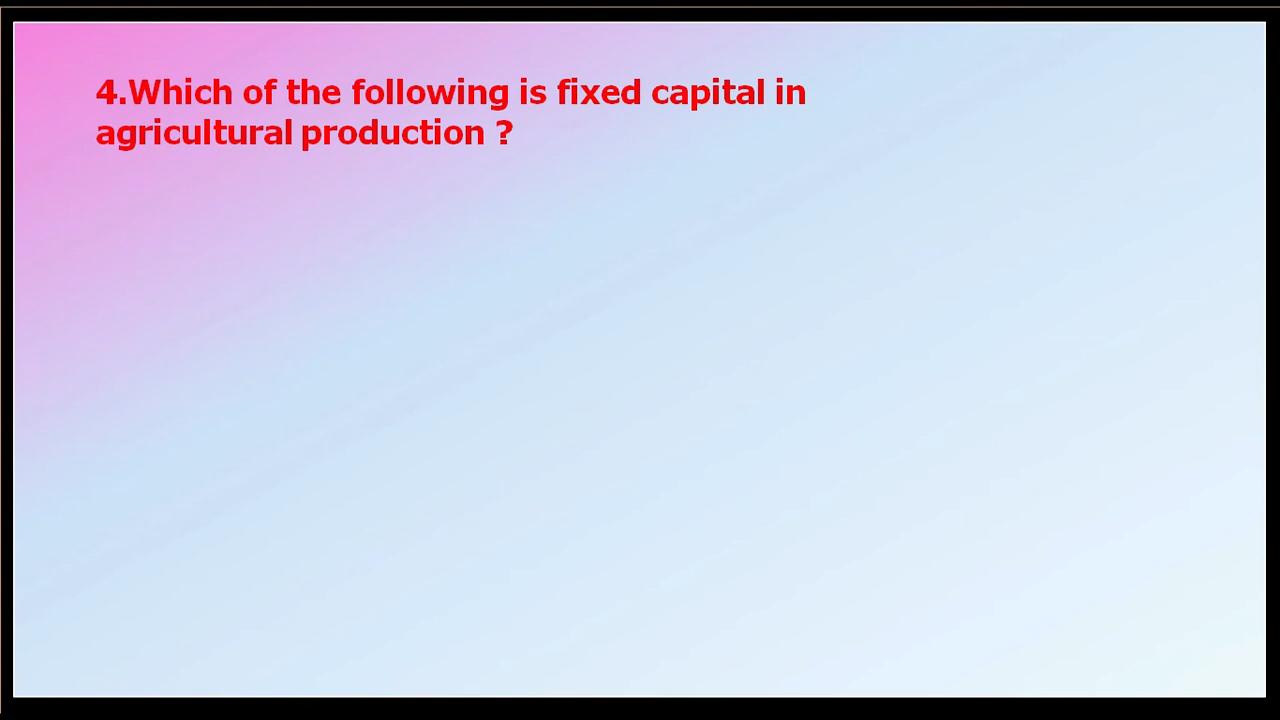 4.Which of the following is fixed capital in
agricultural production ?